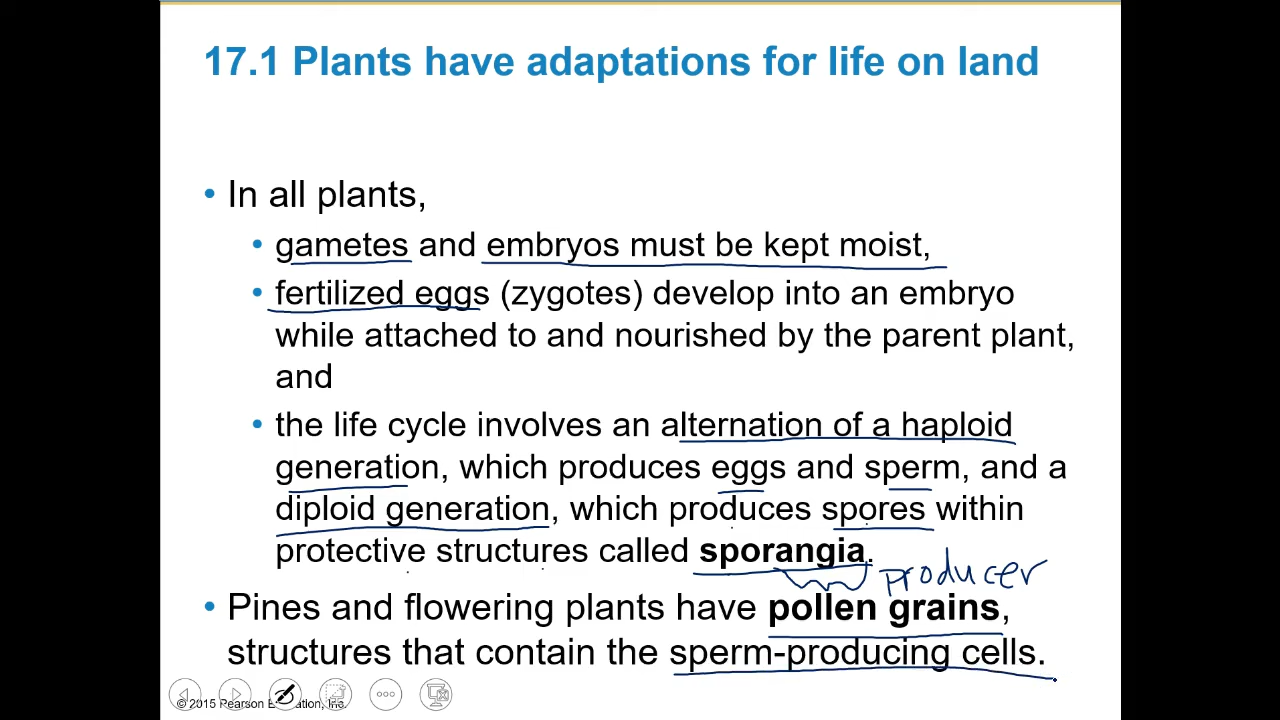 17.1 Plants have adaptations for life on land
• In all plants,
• gametes and embryos must be kept moist,
• fertilized eggs (zygotes) develop into an embryo
while attached to and nourished by the parent plant,
and
• the life cycle involves an alternation of a haploid
generation, which produces eggs and sperm, and a
diploid generation, which produces spores within
protective structures called sporangia.
producer
• Pines and flowering plants have pollen grains,
structures that contain the sperm-producing cells.
© 2015 Pearson Inc.